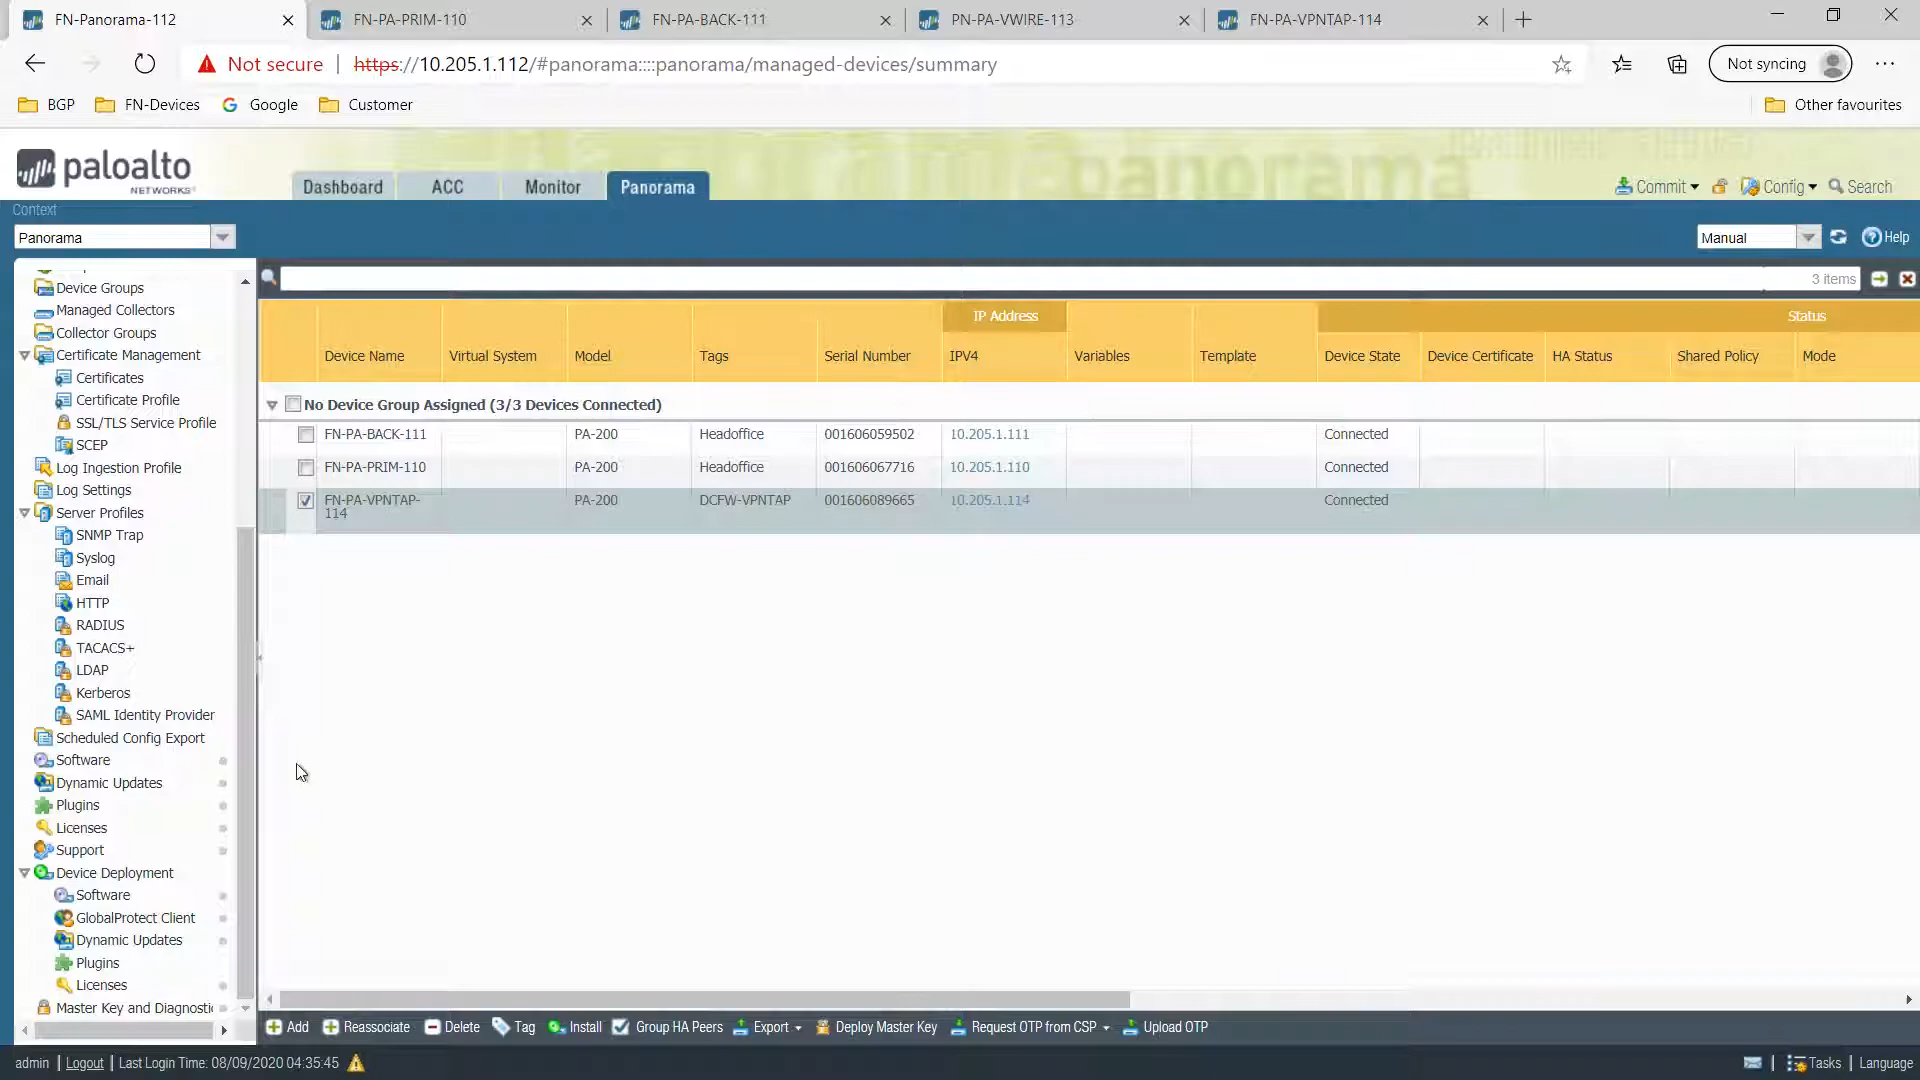 FN-Panorama-112
FN-PA-PRIM-110
FN-PA-BACK-111
PN-PA-VWIRE-113
FN-PA-VPNTAP-114
Not secure
https://10.205.1.112/#panorama::::panorama/managed-devices/summary
Not syncing
BGP
FN-Devices
Google
Customer
Other favourites
paloalto
NETWORKS
Dashboard
ACC
Monitor
Panorama
panorama
Commit
Config
Search
Context
Panorama
Manual
Help
3 items
Device Groups
Managed Collectors
Collector Groups
Certificate Management
Certificates
Certificate Profile
SSL/TLS Service Profile
SCEP
Log Ingestion Profile
Log Settings
Server Profiles
SNMP Trap
Syslog
Email
HTTP
RADIUS
TACACS+
LDAP
Kerberos
SAML Identity Provider
Scheduled Config Export
Software
Dynamic Updates
Plugins
Licenses
Support
Device Deployment
Software
GlobalProtect Client
Dynamic Updates
Plugins
Licenses
Master Key and Diagnosti
IP Address
Status
Device Name Virtual System Model Tags Serial Number IPV4 Variables Template Device State Device Certificate HA Status Shared Policy Mode
No Device Group Assigned (3/3 Devices Connected)
FN-PA-BACK-111 PA-200 Headoffice 001606059502 10.205.1.111 Connected
FN-PA-PRIM-110 PA-200 Headoffice 001606067716 10.205.1.110 Connected
FN-PA-VPNTAP- PA-200 DCFW-VPNTAP 001606089665 10.205.1.114 Connected
114
Add Reassociate Delete Tag Install Group HA Peers Export Deploy Master Key Request OTP from CSP Upload OTP
admin | Logout | Last Login Time: 08/09/2020 04:35:45
Tasks | Language